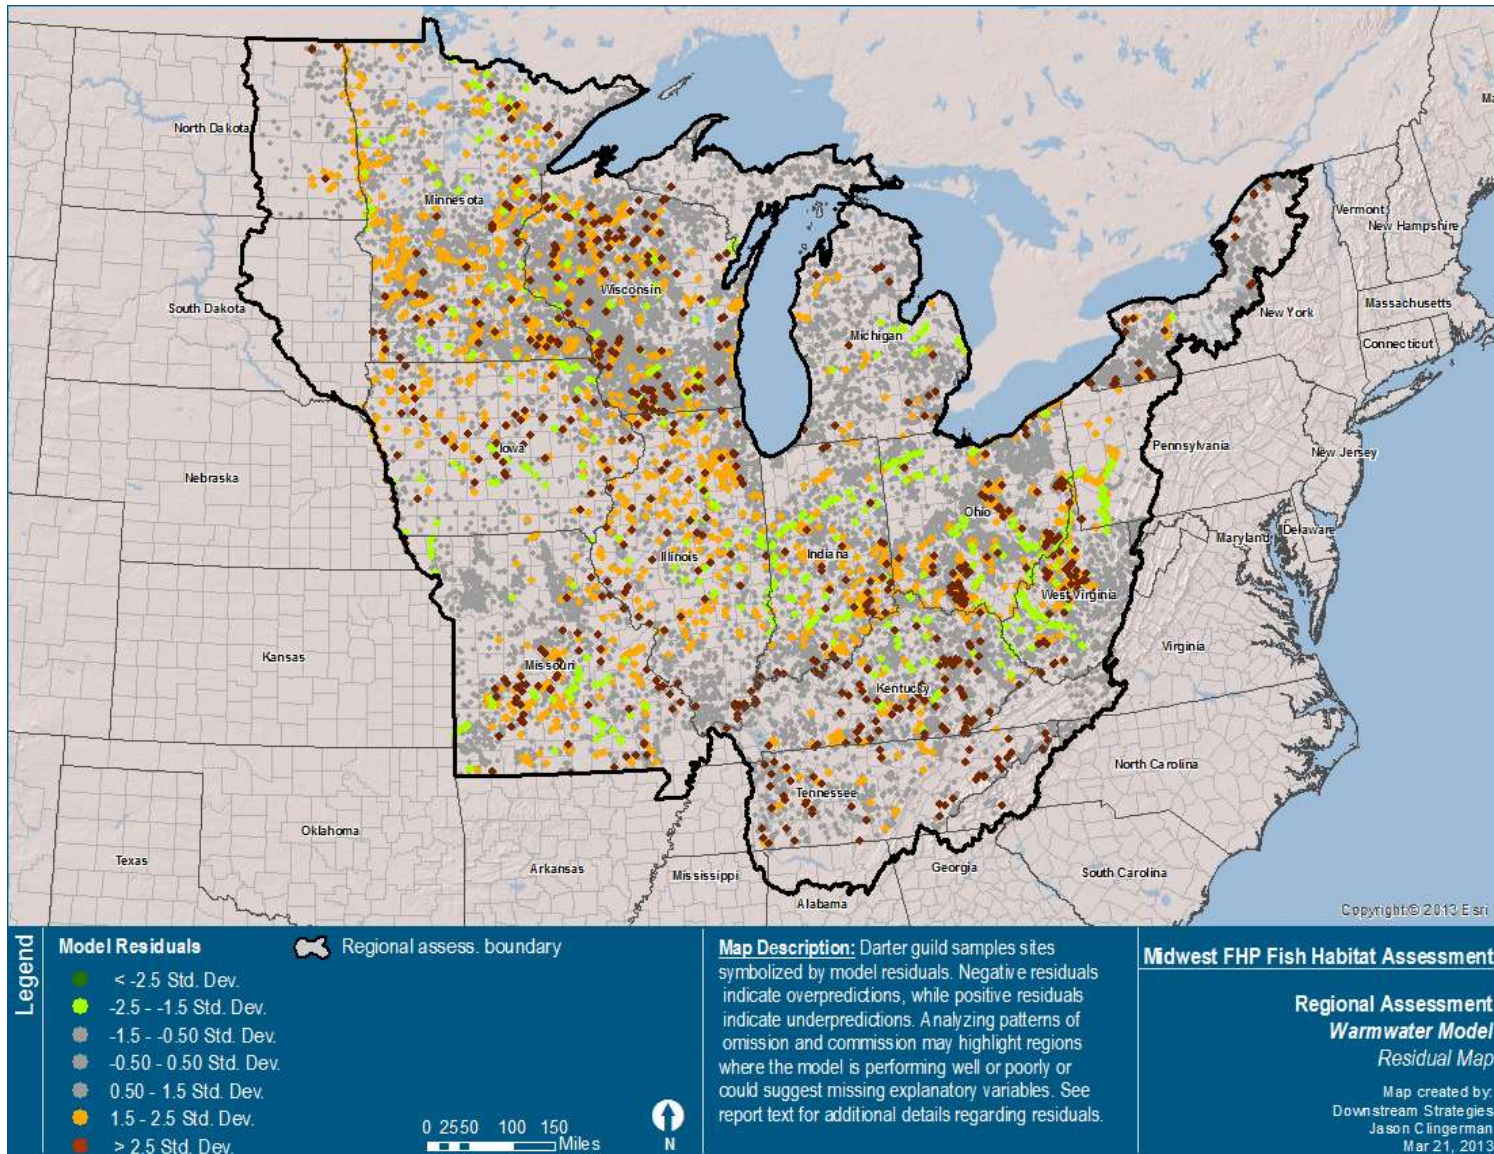 Ma
North Dakota
Minnesota
Vermont
New Hampshire
Wisconsin
South Dakota
Massachusetts
New York
Michigan
Connecticut
Iowa
Pennsylvania
New Jersey
Nebraska
Ohio
Delaware
Maryland
Illinois
Indiana
West Virginia
Virginia
Kansas
Missouri
Kentucky
North Carolina
Tennessee
Oklahoma
Texas
Arkansas
Mississippi
Georgia
South Carolina
Alabama
Copyright:© 2013 Esri
Legend
Model Residuals
< -2.5 Std. Dev.
-2.5 - -1.5 Std. Dev.
-1.5 - -0.50 Std. Dev.
-0.50 - 0.50 Std. Dev.
0.50 - 1.5 Std. Dev.
1.5 - 2.5 Std. Dev.
> 2.5 Std. Dev.
Regional assess. boundary
0 25 50 100 150
Miles
N
Map Description: Darter guild samples sites
symbolized by model residuals. Negative residuals
indicate overpredictions, while positive residuals
indicate underpredictions. Analyzing patterns of
omission and commission may highlight regions
where the model is performing well or poorly or
could suggest missing explanatory variables. See
report text for additional details regarding residuals.
Midwest FHP Fish Habitat Assessment
Regional Assessment
Warmwater Model
Residual Map
Map created by:
Downstream Strategies
Jason Clingerman
Mar 21, 2013